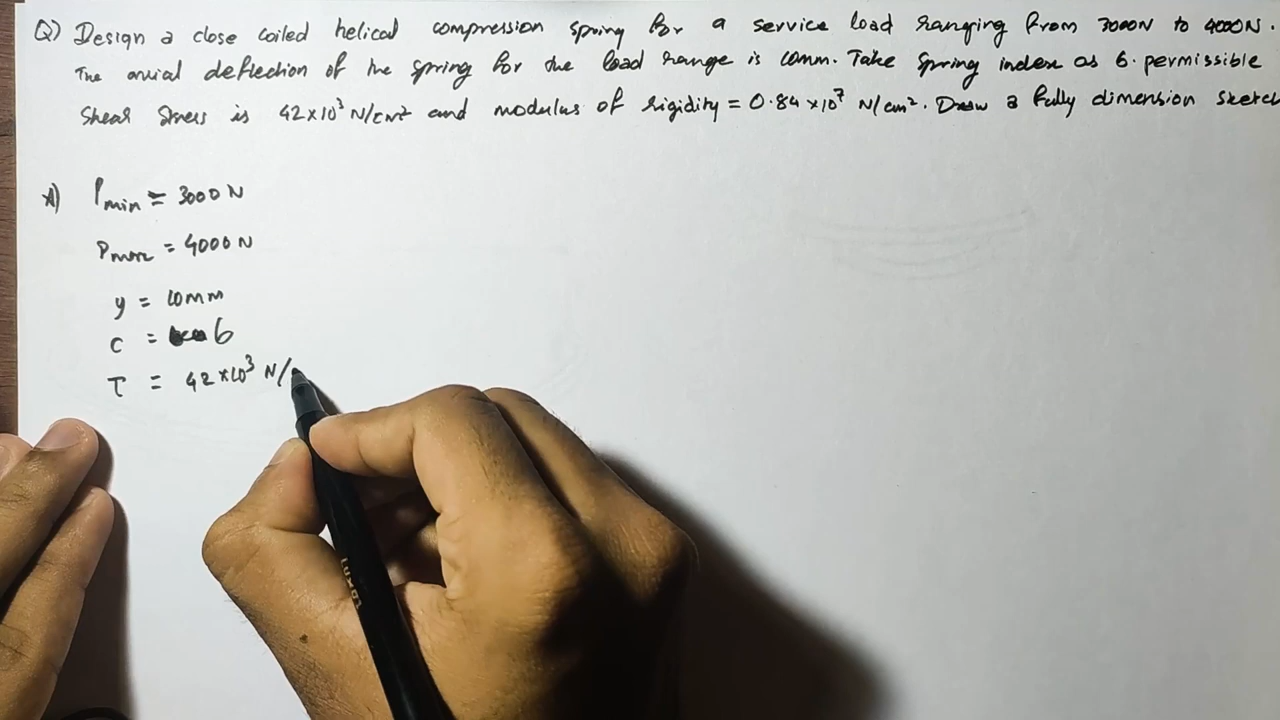 Q) Design a close coiled helical compression spring for a service load ranging from 3000N to 4000N.
The axial deflection of the spring for the load range is 10mm. Take spring index as 6. permissible
Shear Stress is 42×10³ N/cm² and modulus of rigidity = 0.84 ×10⁷ N/cm². Draw a fully dimension sketch
A) Pmin = 3000N
Pmax = 4000N
y = 10mm
c = 6
τ = 42×10³ N/